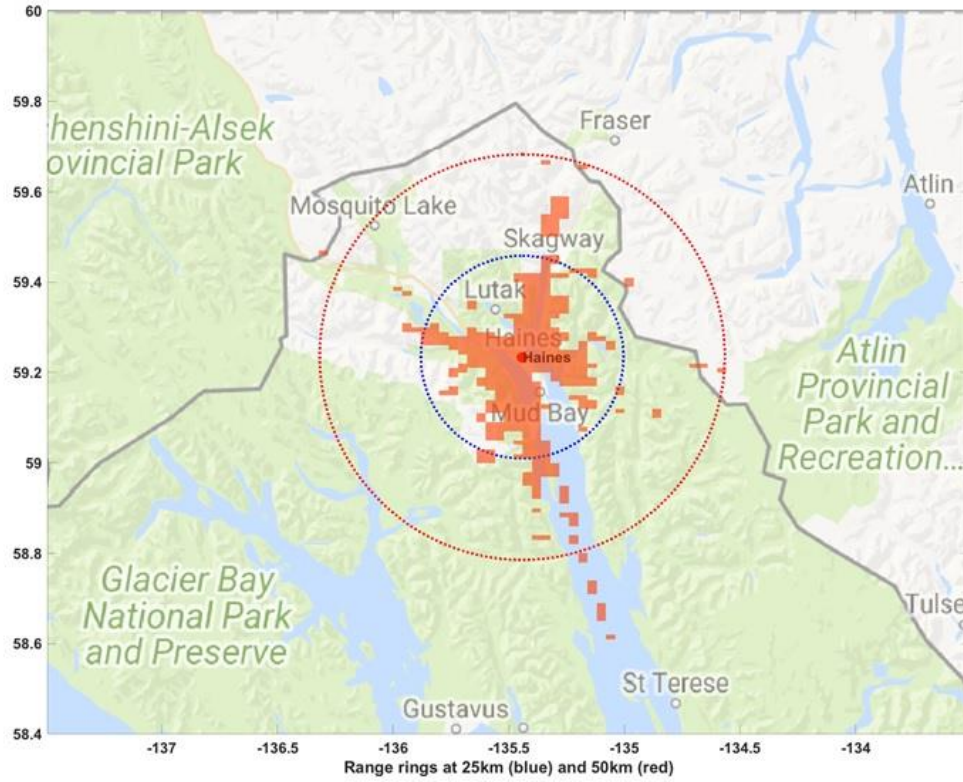 60
59.8
henshini-Alsek
ovincial Park
Fraser
59.6
Mosquito Lake
Atlin
Skagway
59.4
Lutak
Haines
Haines
59.2
Atlin
Provincial
Park and
Recreation...
Mud Bay
59
58.8
Glacier Bay
National Park
and Preserve
Tulse
58.6
St Terese
Gustavus
58.4
-137
-136.5
-136
-135.5
-135
-134.5
-134
Range rings at 25km (blue) and 50km (red)